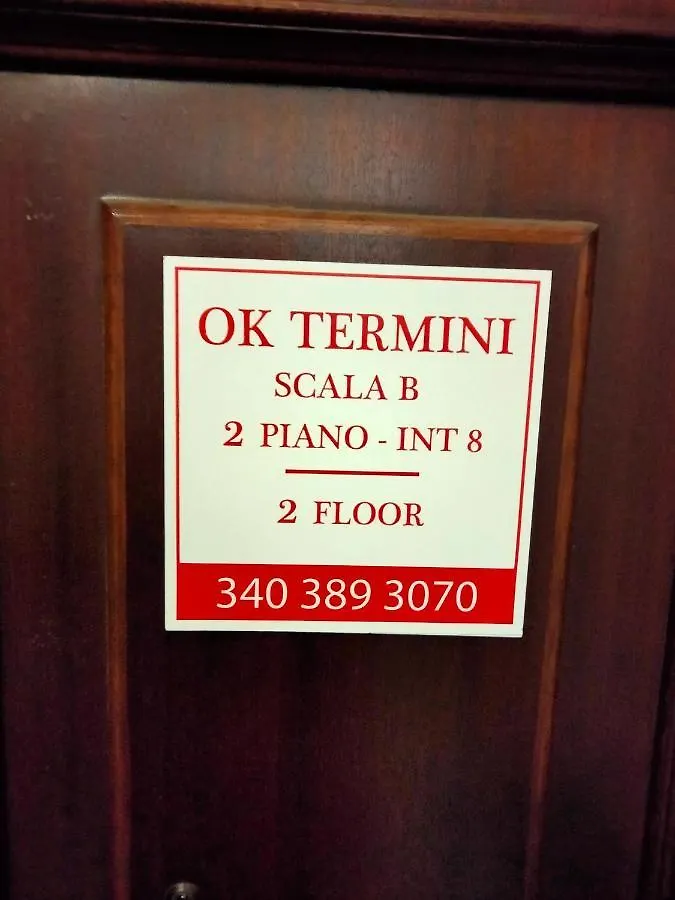 OK TERMINI
SCALA B
2 PIANO - INT 8
2 FLOOR
340 389 3070